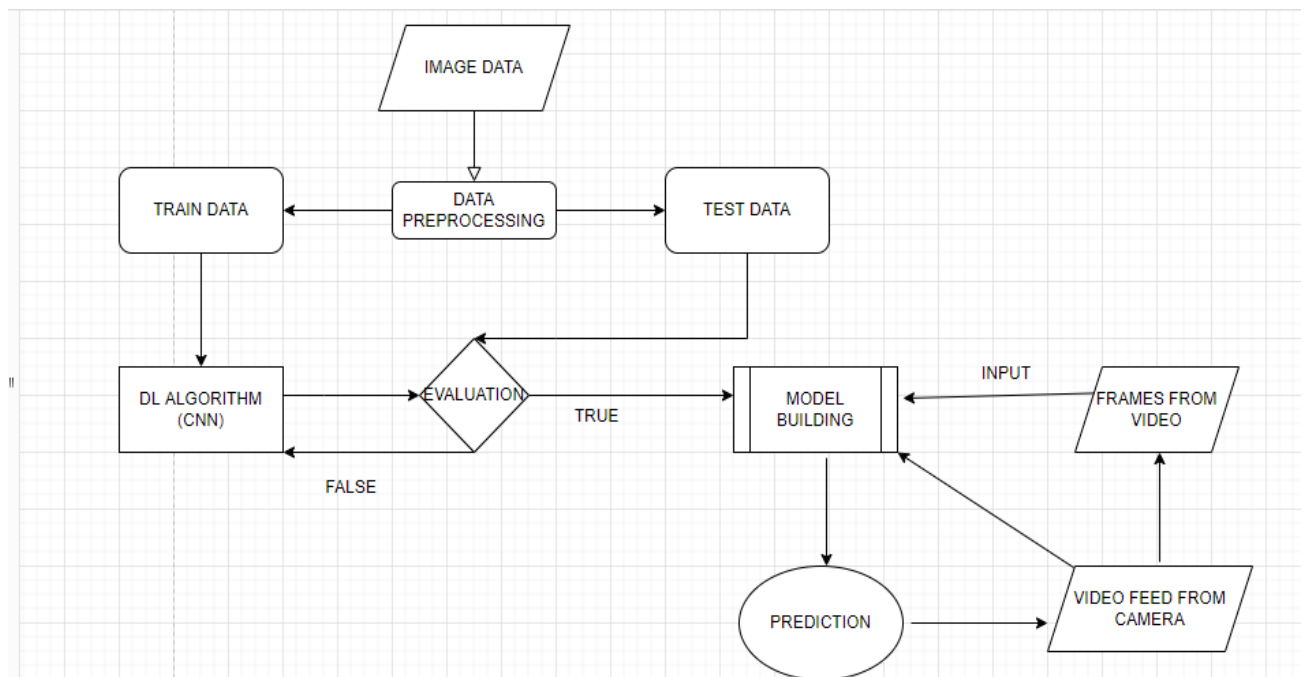 IMAGE DATA
TRAIN DATA
DATA
PREPROCESSING
TEST DATA
DL ALGORITHM
(CNN)
EVALUATION
TRUE
FALSE
MODEL
BUILDING
INPUT
FRAMES FROM
VIDEO
PREDICTION
VIDEO FEED FROM
CAMERA